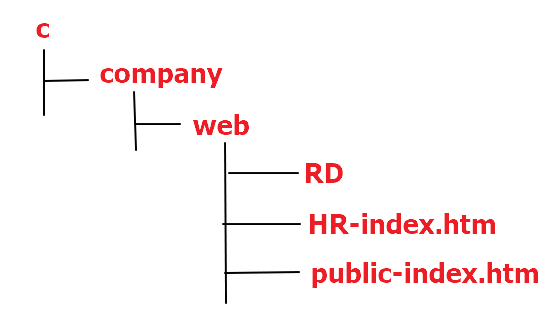 c
company
web
RD
HR-index.htm
public-index.htm